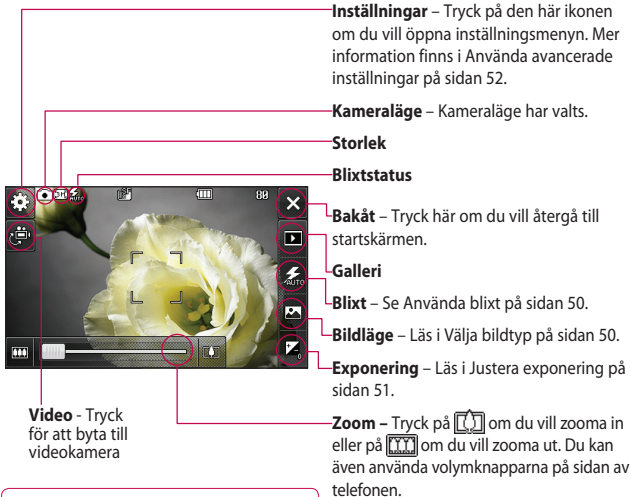 Inställningar – Tryck på den här ikonen
om du vill öppna inställningsmenyn. Mer
information finns i Använda avancerade
inställningar på sidan 52.
Kameraläge – Kameraläge har valts.
Storlek
Blixtstatus
Bakåt – Tryck här om du vill återgå till
startskärmen.
Galleri
Blixt – Se Använda blixt på sidan 50.
Bildläge – Läs i Välja bildtyp på sidan 50.
Exponering – Läs i Justera exponering på
sidan 51.
Zoom – Tryck på om du vill zooma in
eller på om du vill zooma ut. Du kan
även använda volymknapparna på sidan av
telefonen.
Video - Tryck
för att byta till
videokamera
AUTO
80
AUTO
0